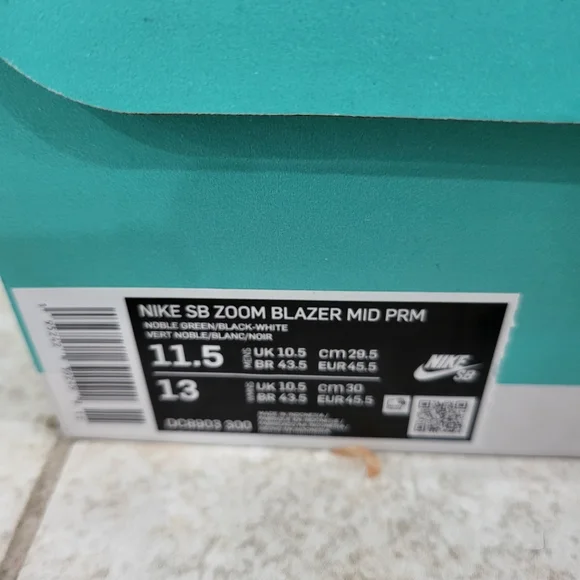 NIKE SB ZOOM BLAZER MID PRM
NOBLE GREEN/BLACK-WHITE
VERT NOBLE/BLANC/NOIR
11.5 MENS UK 10.5 cm 29.5
BR 43.5 EUR 45.5
13 WMNS UK 10.5 cm 30
BR 43.5 EUR 45.5
DC8903 300
NIKE
SB